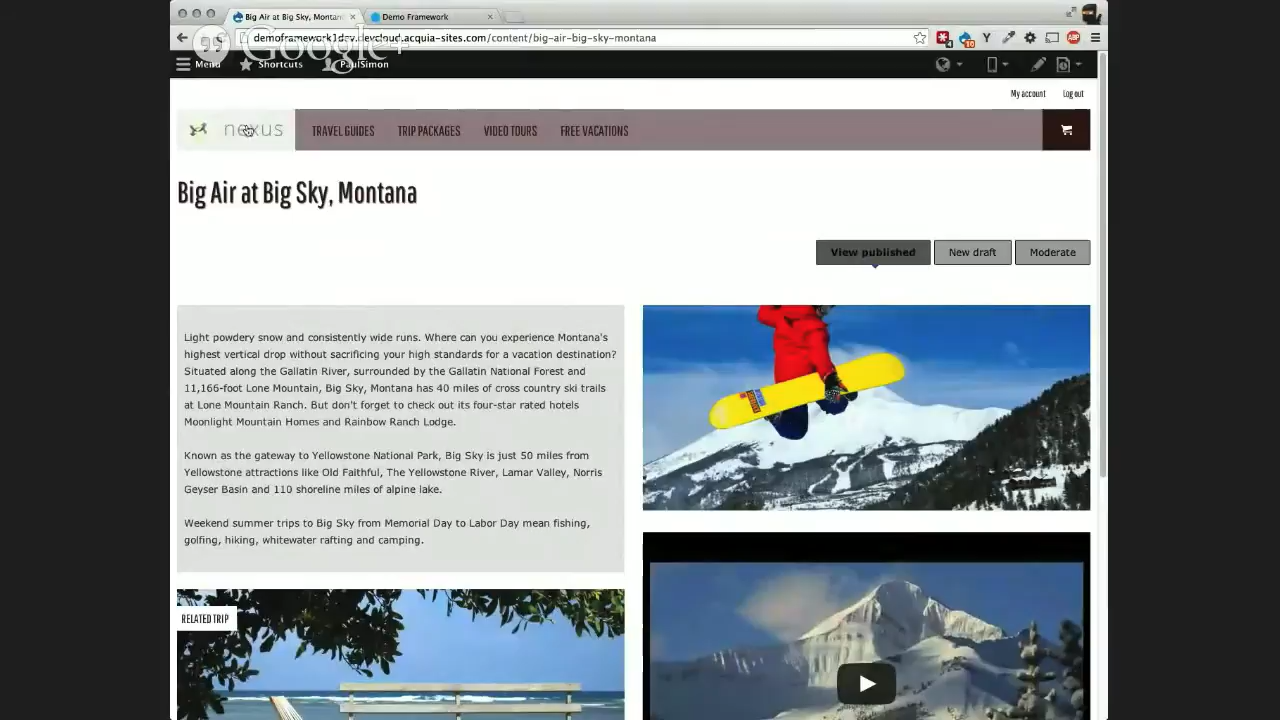 Big Air at Big Sky, Montana
Demo Framework
Google+
demoframework1dev.devcloud.acquia-sites.com/content/big-air-big-sky-montana
Menu Shortcuts PaulSimon
My account Log out
nexus TRAVEL GUIDES TRIP PACKAGES VIDEO TOURS FREE VACATIONS
Big Air at Big Sky, Montana
View published New draft Moderate
Light powdery snow and consistently wide runs. Where can you experience Montana's
highest vertical drop without sacrificing your high standards for a vacation destination?
Situated along the Gallatin River, surrounded by the Gallatin National Forest and
11,166-foot Lone Mountain, Big Sky, Montana has 40 miles of cross country ski trails
at Lone Mountain Ranch. But don't forget to check out its four-star rated hotels
Moonlight Mountain Homes and Rainbow Ranch Lodge.
Known as the gateway to Yellowstone National Park, Big Sky is just 50 miles from
Yellowstone attractions like Old Faithful, The Yellowstone River, Lamar Valley, Norris
Geyser Basin and 110 shoreline miles of alpine lake.
Weekend summer trips to Big Sky from Memorial Day to Labor Day mean fishing,
golfing, hiking, whitewater rafting and camping.
RELATED TRIP